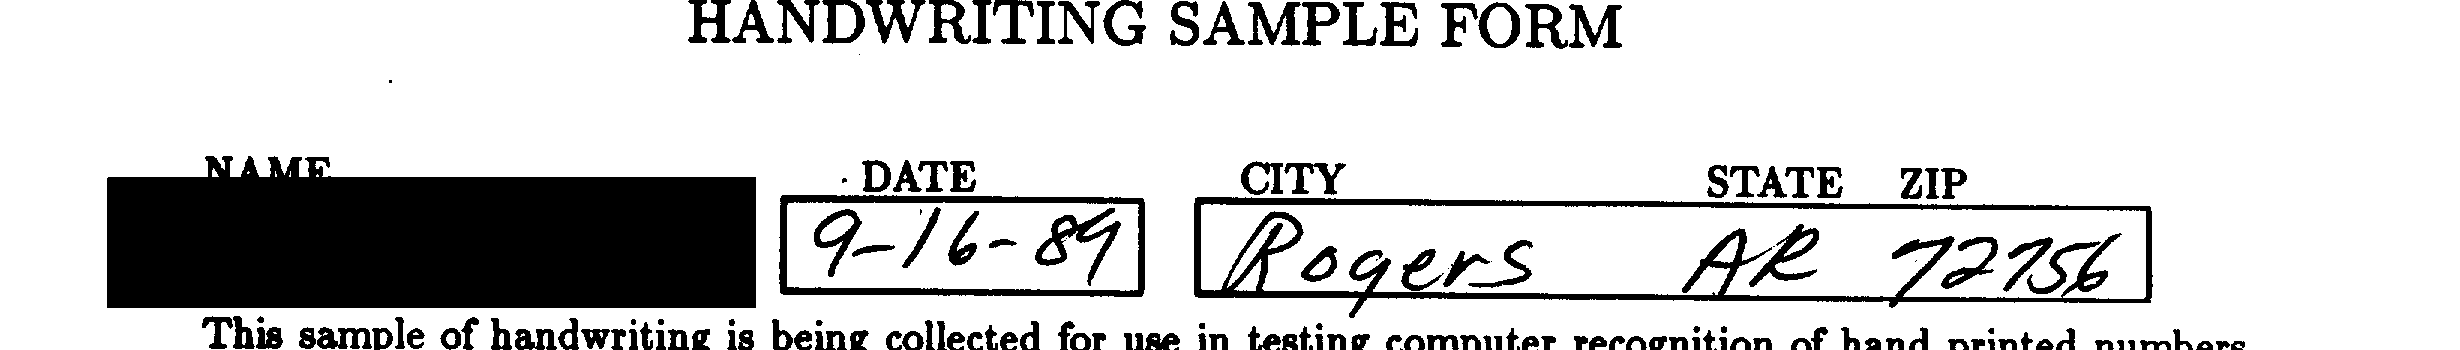 HANDWRITING SAMPLE FORM
NAME DATE CITY STATE ZIP
9-16-89 Rogers AR 72756
This sample of handwriting is being collected for use in testing computer recognition of hand printed numbers